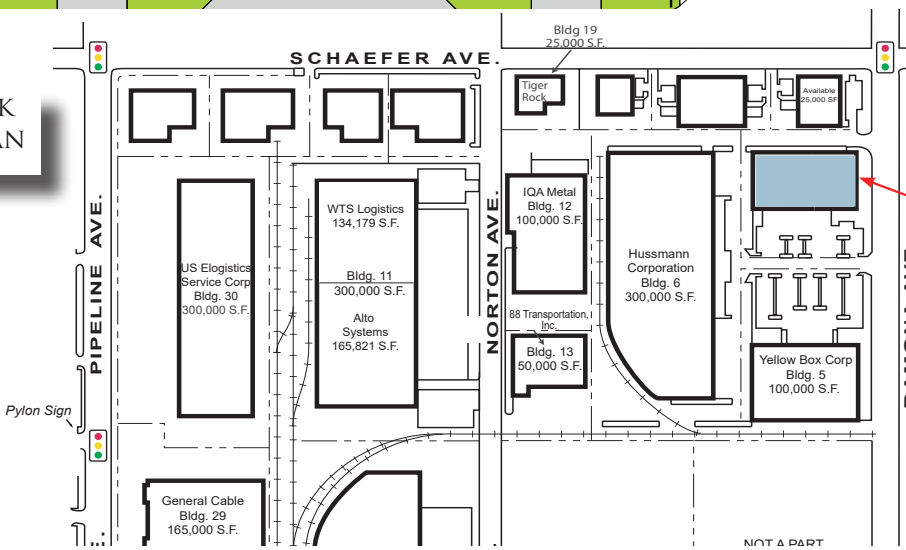 Bldg 19
25,000 S.F.
SCHAEFER AVE.
Tiger
Rock
Available
25,000 SF
K
AN
PIPELINE AVE.
NORTON AVE.
WTS Logistics
134,179 S.F.
Bldg. 11
300,000 S.F.
Alto
Systems
165,821 S.F.
US Elogistics
Service Corp
Bldg. 30
300,000 S.F.
IQA Metal
Bldg. 12
100,000 S.F.
Hussmann
Corporation
Bldg. 6
300,000 S.F.
88 Transportation,
Inc.
Bldg. 13
50,000 S.F.
Yellow Box Corp
Bldg. 5
100,000 S.F.
Pylon Sign
General Cable
Bldg. 29
165,000 S.F.
NOT A PART
E.